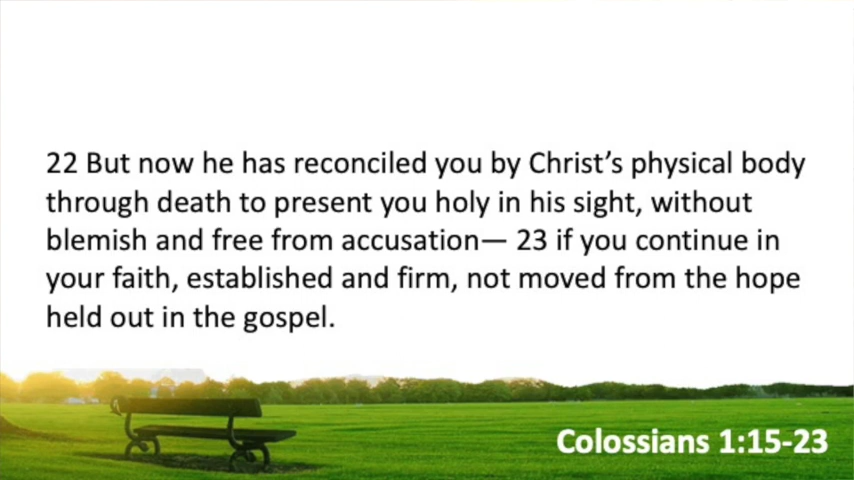 22 But now he has reconciled you by Christ’s physical body
through death to present you holy in his sight, without
blemish and free from accusation— 23 if you continue in
your faith, established and firm, not moved from the hope
held out in the gospel.
Colossians 1:15-23